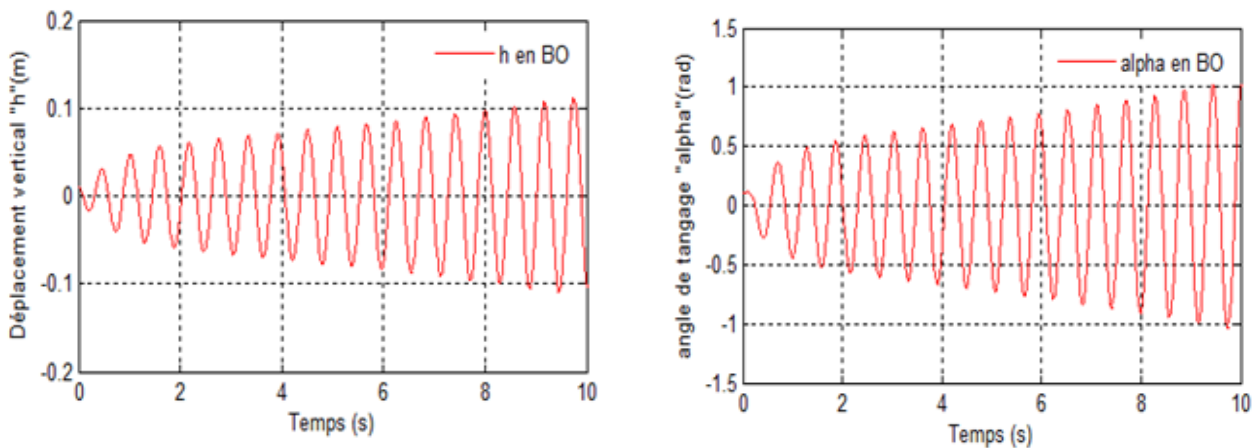 0.2
0.1
0
-0.1
-0.2
Déplacement vertical "h"(m)
h en BO
0 2 4 6 8 10
Temps (s)
1.5
1
0.5
0
-0.5
-1
-1.5
angle de tangage "alpha"(rad)
alpha en BO
0 2 4 6 8 10
Temps (s)